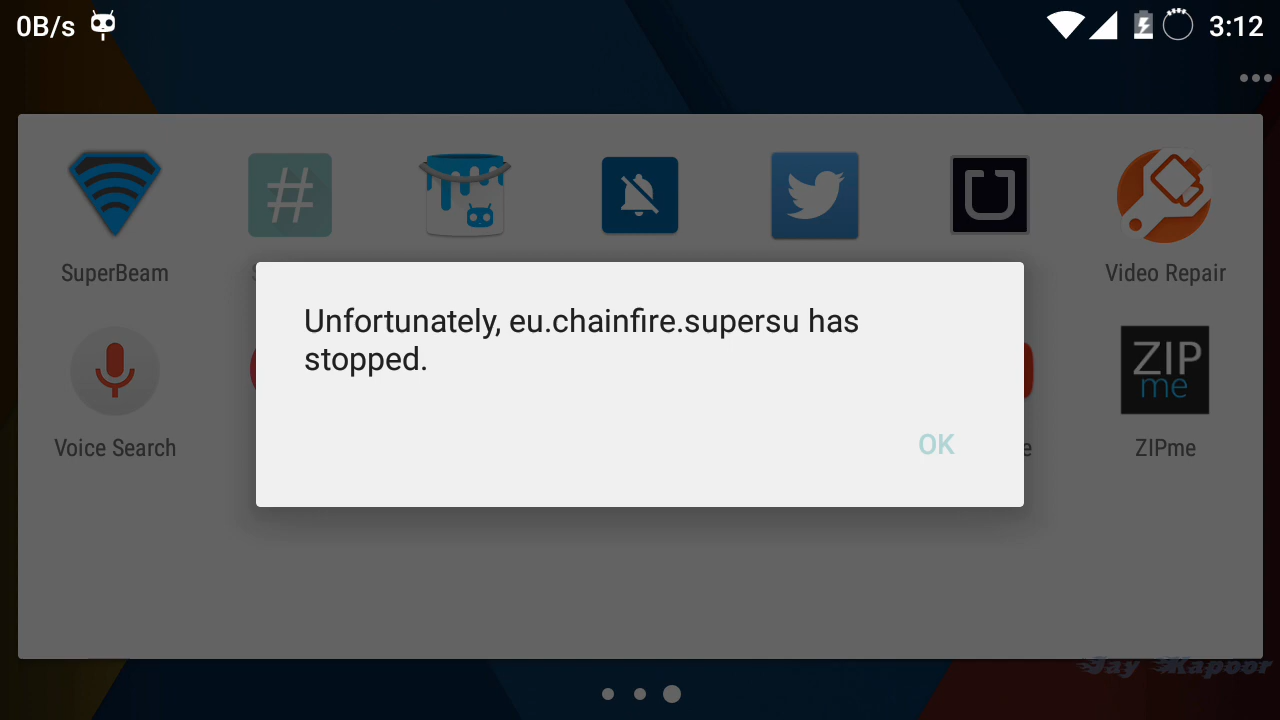 0B/s 3:12
SuperBeam
Video Repair
Unfortunately, eu.chainfire.supersu has
stopped.
OK
ZIP
me
Voice Search
ZIPme
Jay Kapoor